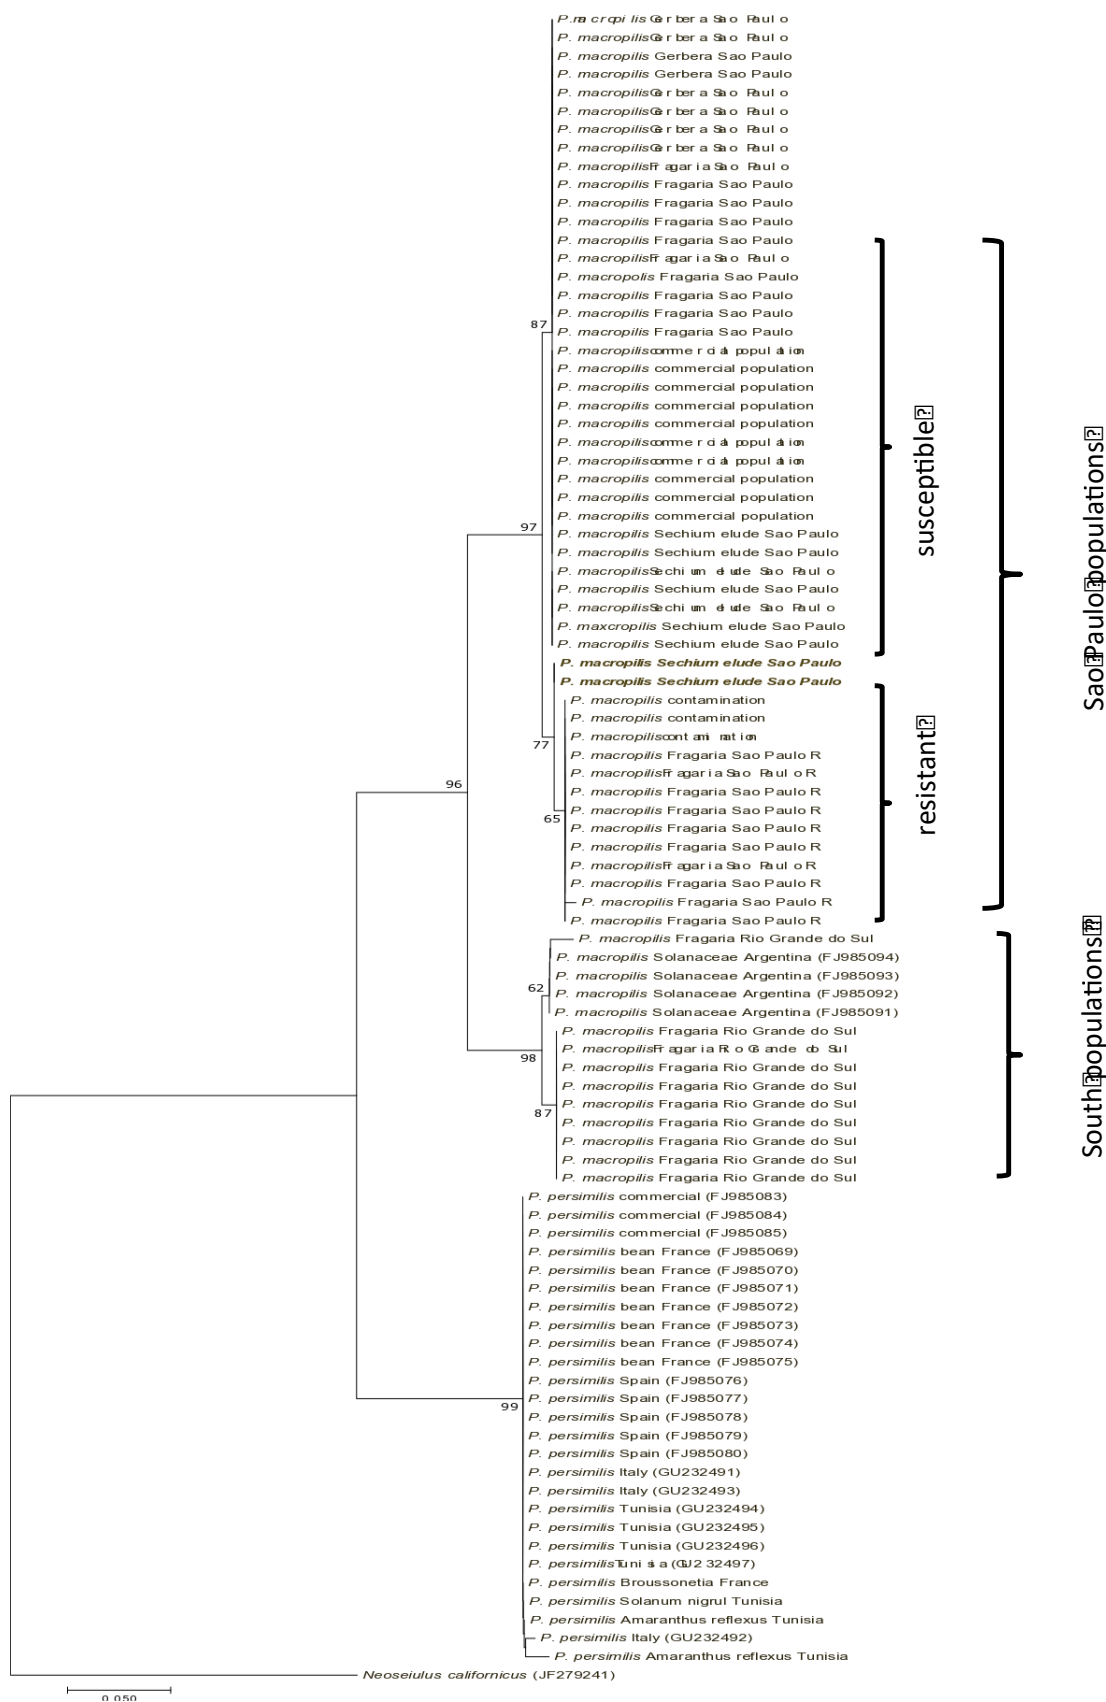 P. macropilis Gerbera Sao Paulo
P. macropilis Gerbera Sao Paulo
P. macropilis Gerbera Sao Paulo
P. macropilis Gerbera Sao Paulo
P. macropilis Gerbera Sao Paulo
P. macropilis Gerbera Sao Paulo
P. macropilis Gerbera Sao Paulo
P. macropilis Gerbera Sao Paulo
P. macropilis Fragaria Sao Paulo
P. macropilis Fragaria Sao Paulo
P. macropilis Fragaria Sao Paulo
P. macropilis Fragaria Sao Paulo
P. macropilis Fragaria Sao Paulo
P. macropilis Fragaria Sao Paulo
P. macropolis Fragaria Sao Paulo
P. macropilis Fragaria Sao Paulo
P. macropilis Fragaria Sao Paulo
P. macropilis Fragaria Sao Paulo
P. macropilis commercial population
P. macropilis commercial population
P. macropilis commercial population
P. macropilis commercial population
P. macropilis commercial population
P. macropilis commercial population
P. macropilis commercial population
P. macropilis commercial population
P. macropilis commercial population
P. macropilis commercial population
P. macropilis Sechium elude Sao Paulo
P. macropilis Sechium elude Sao Paulo
P. macropilis Sechium elude Sao Paulo
P. macropilis Sechium elude Sao Paulo
P. macropilis Sechium elude Sao Paulo
P. maxcropilis Sechium elude Sao Paulo
P. macropilis Sechium elude Sao Paulo
P. macropilis Sechium elude Sao Paulo
P. macropilis Sechium elude Sao Paulo
P. macropilis contamination
P. macropilis contamination
P. macropilis contamination
P. macropilis Fragaria Sao Paulo R
P. macropilis Fragaria Sao Paulo R
P. macropilis Fragaria Sao Paulo R
P. macropilis Fragaria Sao Paulo R
P. macropilis Fragaria Sao Paulo R
P. macropilis Fragaria Sao Paulo R
P. macropilis Fragaria Sao Paulo R
P. macropilis Fragaria Sao Paulo R
P. macropilis Fragaria Sao Paulo R
P. macropilis Fragaria Sao Paulo R
P. macropilis Fragaria Rio Grande do Sul
P. macropilis Solanaceae Argentina (FJ985094)
P. macropilis Solanaceae Argentina (FJ985093)
P. macropilis Solanaceae Argentina (FJ985092)
P. macropilis Solanaceae Argentina (FJ985091)
P. macropilis Fragaria Rio Grande do Sul
P. macropilis Fragaria Rio Grande do Sul
P. macropilis Fragaria Rio Grande do Sul
P. macropilis Fragaria Rio Grande do Sul
P. macropilis Fragaria Rio Grande do Sul
P. macropilis Fragaria Rio Grande do Sul
P. macropilis Fragaria Rio Grande do Sul
P. macropilis Fragaria Rio Grande do Sul
P. macropilis Fragaria Rio Grande do Sul
P. persimilis commercial (FJ985083)
P. persimilis commercial (FJ985084)
P. persimilis commercial (FJ985085)
P. persimilis bean France (FJ985069)
P. persimilis bean France (FJ985070)
P. persimilis bean France (FJ985071)
P. persimilis bean France (FJ985072)
P. persimilis bean France (FJ985073)
P. persimilis bean France (FJ985074)
P. persimilis bean France (FJ985075)
P. persimilis Spain (FJ985076)
P. persimilis Spain (FJ985077)
P. persimilis Spain (FJ985078)
P. persimilis Spain (FJ985079)
P. persimilis Spain (FJ985080)
P. persimilis Italy (GU232491)
P. persimilis Italy (GU232493)
P. persimilis Tunisia (GU232494)
P. persimilis Tunisia (GU232495)
P. persimilis Tunisia (GU232496)
P. persimilis Tunisia (GU232497)
P. persimilis Broussonetia France
P. persimilis Solanum nigrul Tunisia
P. persimilis Amaranthus reflexus Tunisia
P. persimilis Italy (GU232492)
P. persimilis Amaranthus reflexus Tunisia
Neoseiulus californicus (JF279241)
87
97
77
96
65
62
98
87
99
0.050
susceptible
resistant
Sao Paulo populations
South populations